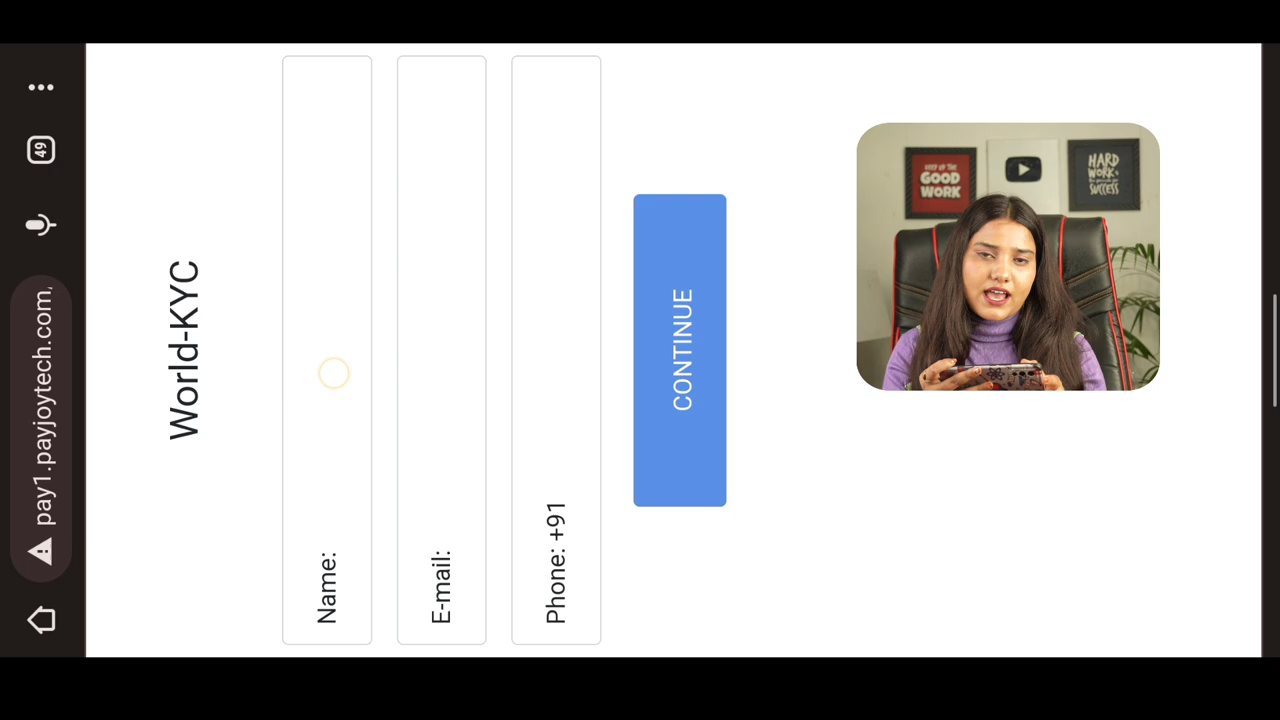 49
pay1.payjoytech.com,
World-KYC
Name:
E-mail:
Phone: +91
CONTINUE
KEEP UP THE
GOOD
WORK
HARD
WORK
SUCCESS